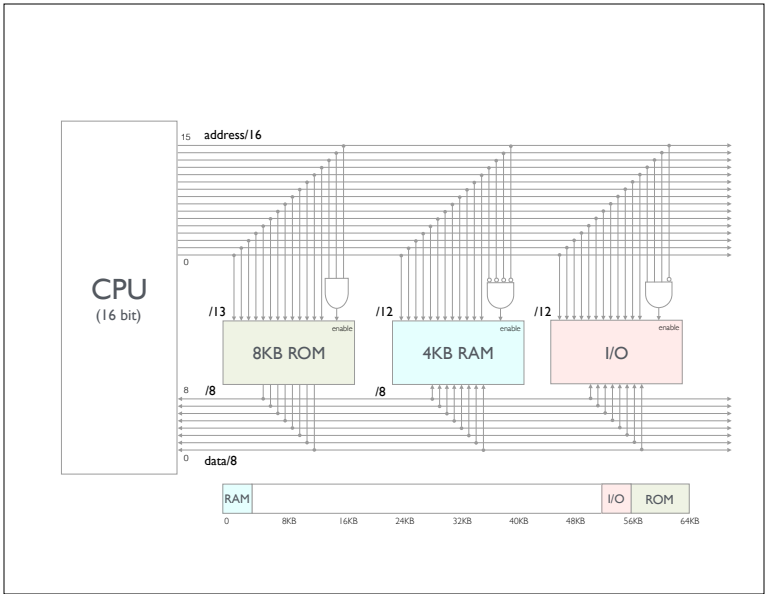 15 address/16
0
CPU
(16 bit)
/13
/12
/12
enable
enable
enable
8KB ROM
4KB RAM
I/O
8
/8
/8
0
data/8
RAM
I/O
ROM
0 8KB 16KB 24KB 32KB 40KB 48KB 56KB 64KB